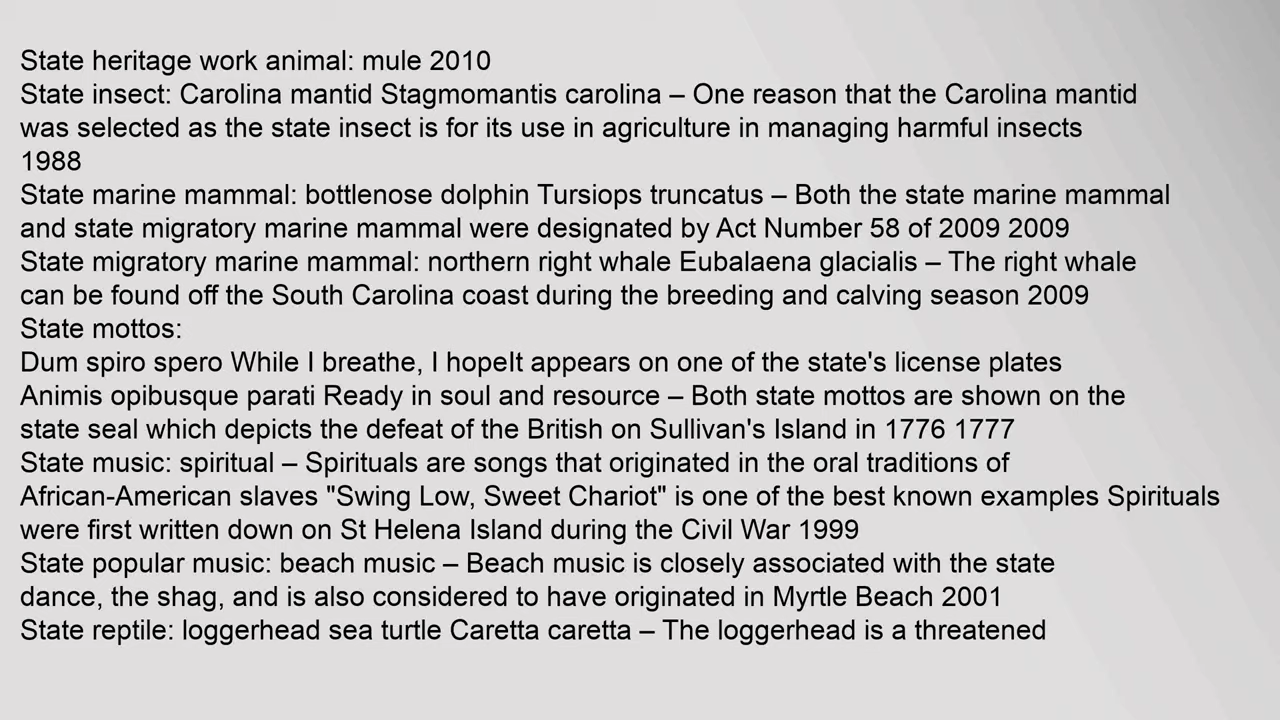 State heritage work animal: mule 2010
State insect: Carolina mantid Stagmomantis carolina – One reason that the Carolina mantid
was selected as the state insect is for its use in agriculture in managing harmful insects
1988
State marine mammal: bottlenose dolphin Tursiops truncatus – Both the state marine mammal
and state migratory marine mammal were designated by Act Number 58 of 2009 2009
State migratory marine mammal: northern right whale Eubalaena glacialis – The right whale
can be found off the South Carolina coast during the breeding and calving season 2009
State mottos:
Dum spiro spero While I breathe, I hopeIt appears on one of the state's license plates
Animis opibusque parati Ready in soul and resource – Both state mottos are shown on the
state seal which depicts the defeat of the British on Sullivan's Island in 1776 1777
State music: spiritual – Spirituals are songs that originated in the oral traditions of
African-American slaves "Swing Low, Sweet Chariot" is one of the best known examples Spirituals
were first written down on St Helena Island during the Civil War 1999
State popular music: beach music – Beach music is closely associated with the state
dance, the shag, and is also considered to have originated in Myrtle Beach 2001
State reptile: loggerhead sea turtle Caretta caretta – The loggerhead is a threatened